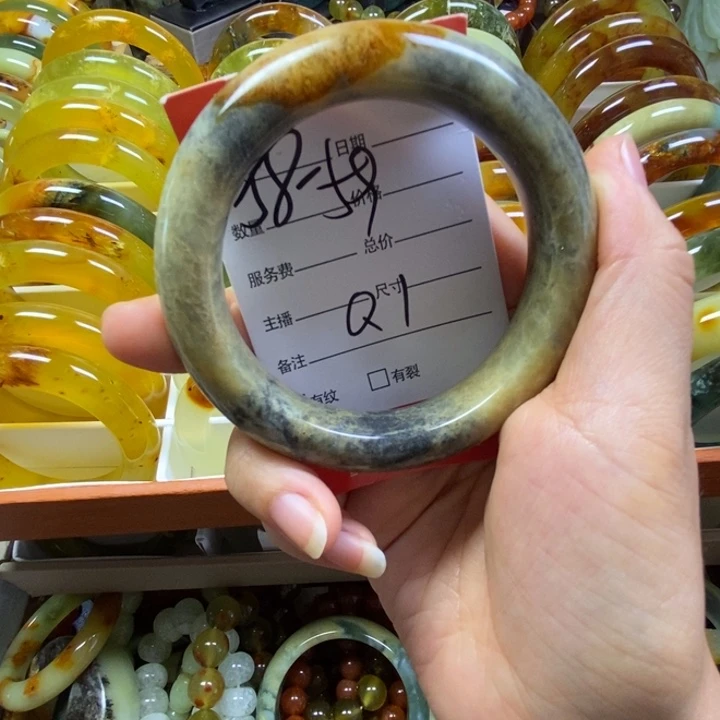 日期
58-59
数量 价格
服务费 总价
主播 尺寸
Q1
备注
有纹 有裂